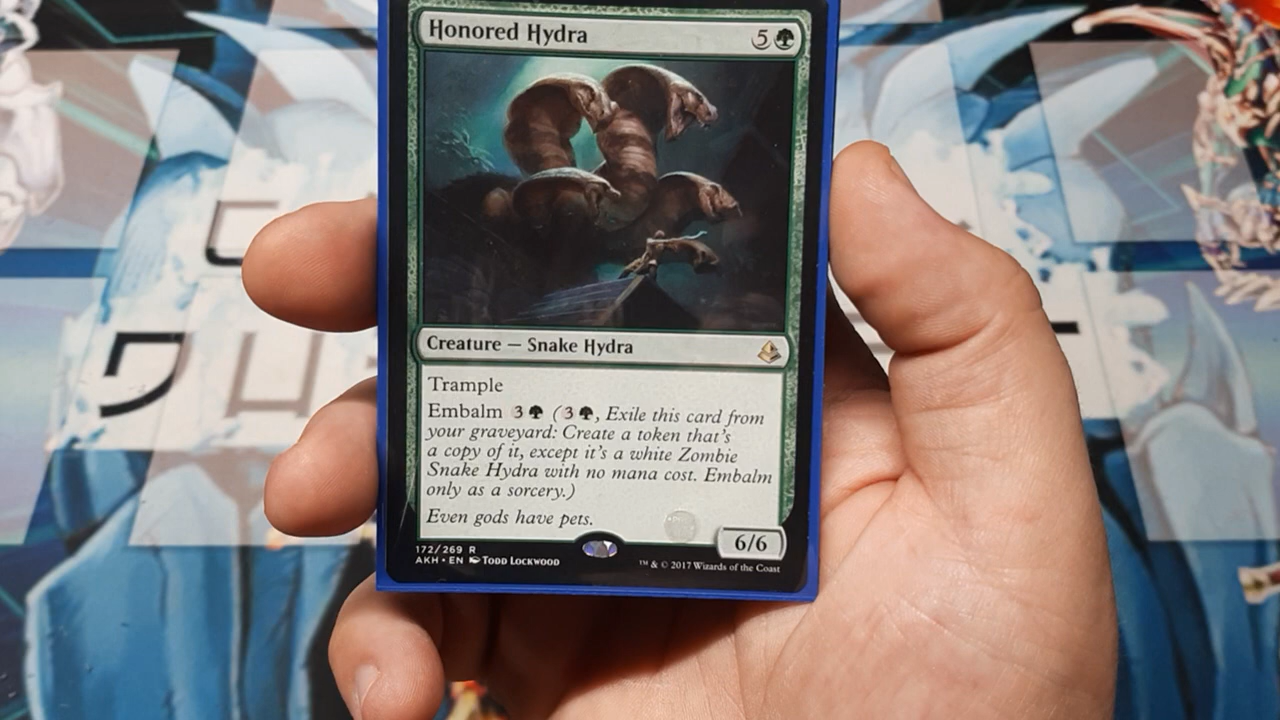 Honored Hydra 5
Creature — Snake Hydra
Trample
Embalm 3 (3, Exile this card from
your graveyard: Create a token that's
a copy of it, except it's a white Zombie
Snake Hydra with no mana cost. Embalm
only as a sorcery.)
Even gods have pets.
6/6
172/269 R
AKH • EN Todd Lockwood
™ & © 2017 Wizards of the Coast